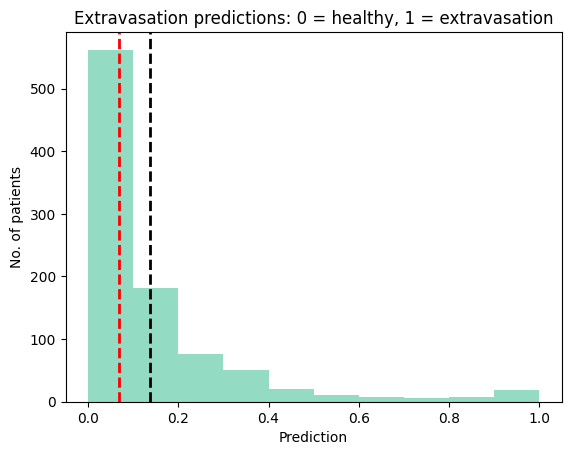 Extravasation predictions: 0 = healthy, 1 = extravasation
No. of patients
500
400
300
200
100
0
0.0 0.2 0.4 0.6 0.8 1.0
Prediction